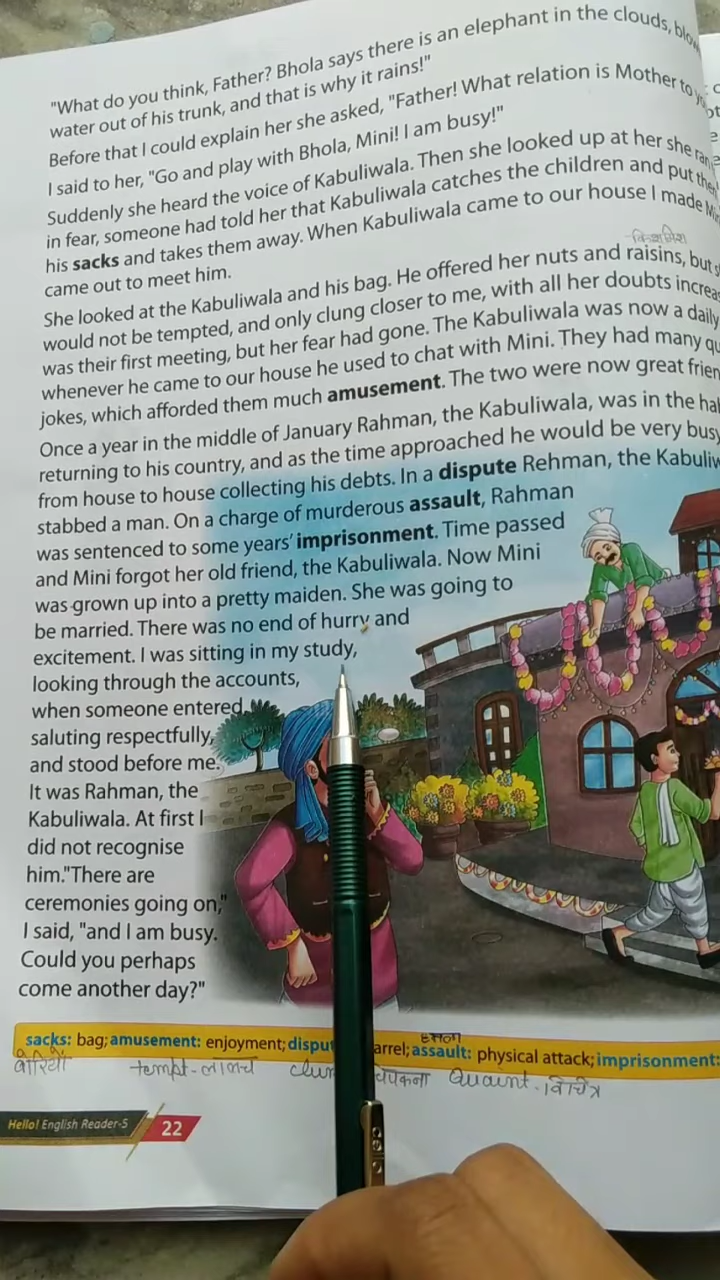 "What do you think, Father? Bhola says there is an elephant in the clouds, blow
water out of his trunk, and that is why it rains!"
Before that I could explain her she asked, "Father! What relation is Mother to
I said to her, "Go and play with Bhola, Mini! I am busy!"
Suddenly she heard the voice of Kabuliwala. Then she looked up at her she ran
in fear, someone had told her that Kabuliwala catches the children and put them
his sacks and takes them away. When Kabuliwala came to our house I made
came out to meet him.
किशमिश
She looked at the Kabuliwala and his bag. He offered her nuts and raisins, but
would not be tempted, and only clung closer to me, with all her doubts increa
was their first meeting, but her fear had gone. The Kabuliwala was now a daily
whenever he came to our house he used to chat with Mini. They had many qu
jokes, which afforded them much amusement. The two were now great frien
Once a year in the middle of January Rahman, the Kabuliwala, was in the ha
returning to his country, and as the time approached he would be very busy
from house to house collecting his debts. In a dispute Rehman, the Kabuliw
stabbed a man. On a charge of murderous assault, Rahman
was sentenced to some years' imprisonment. Time passed
and Mini forgot her old friend, the Kabuliwala. Now Mini
was grown up into a pretty maiden. She was going to
be married. There was no end of hurry and
excitement. I was sitting in my study,
looking through the accounts,
when someone entered
saluting respectfully,
and stood before me.
It was Rahman, the
Kabuliwala. At first I
did not recognise
him."There are
ceremonies going on,"
I said, "and I am busy.
Could you perhaps
come another day?"
हमला
sacks: bag; amusement: enjoyment; disput arrel; assault: physical attack; imprisonment:
बोरियाँ tempt-लालच clun चिपकना Quaint-विचित्र
Hello! English Reader-5 22
cello